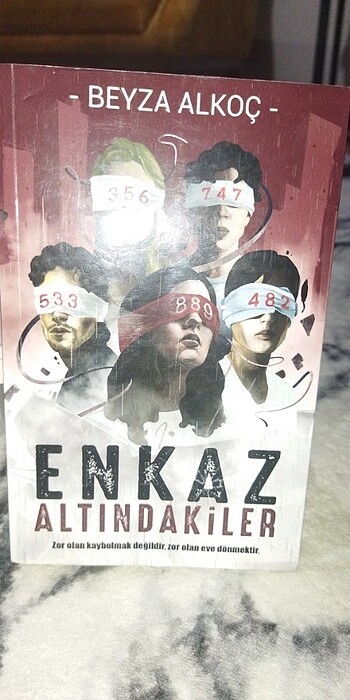 - BEYZA ALKOÇ -
356
747
533
889
482
ENKAZ
ALTINDAKİLER
Zor olan kaybolmak değildir, zor olan eve dönmektir.